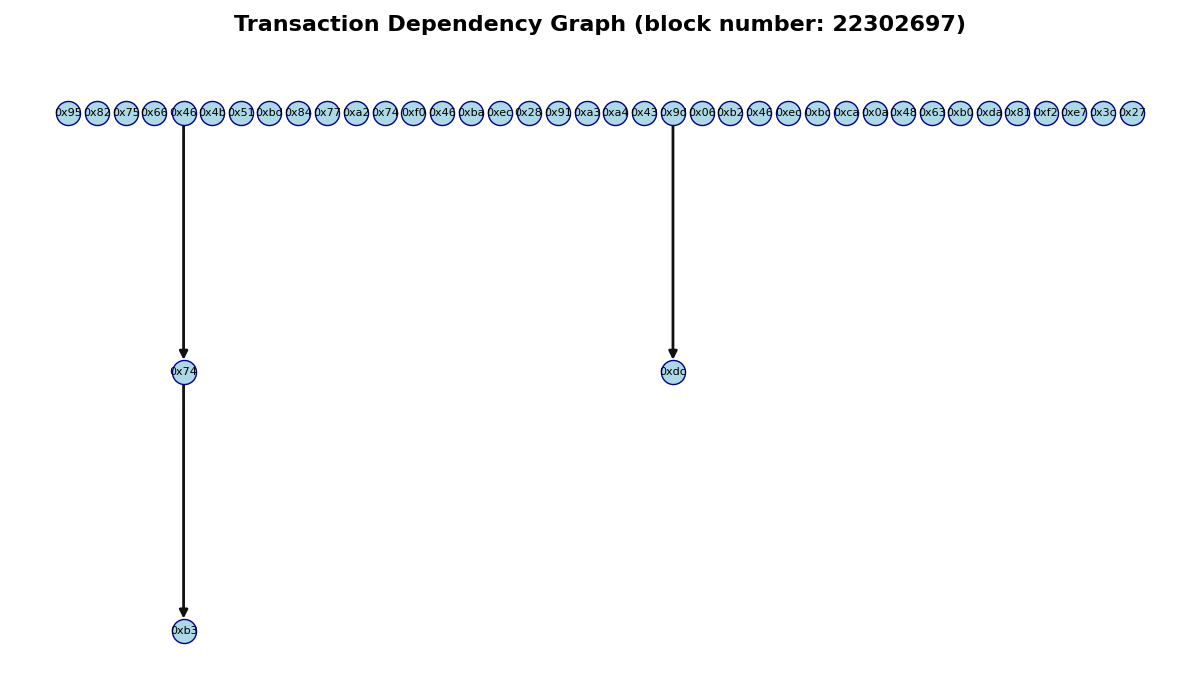 Transaction Dependency Graph (block number: 22302697)
0x95 0x82 0x75 0x66 0x46 0x4b 0x51 0xbd 0x84 0x77 0xa2 0x74 0xf0 0x46 0xba 0xec 0x28 0x91 0xa3 0xa4 0x43 0x9d 0x06 0xb2 0x46 0xec 0xbc 0xca 0x0a 0x48 0x63 0xb0 0xda 0x81 0xf2 0xe7 0x3c 0x27
0x74 0xdc
0xb3